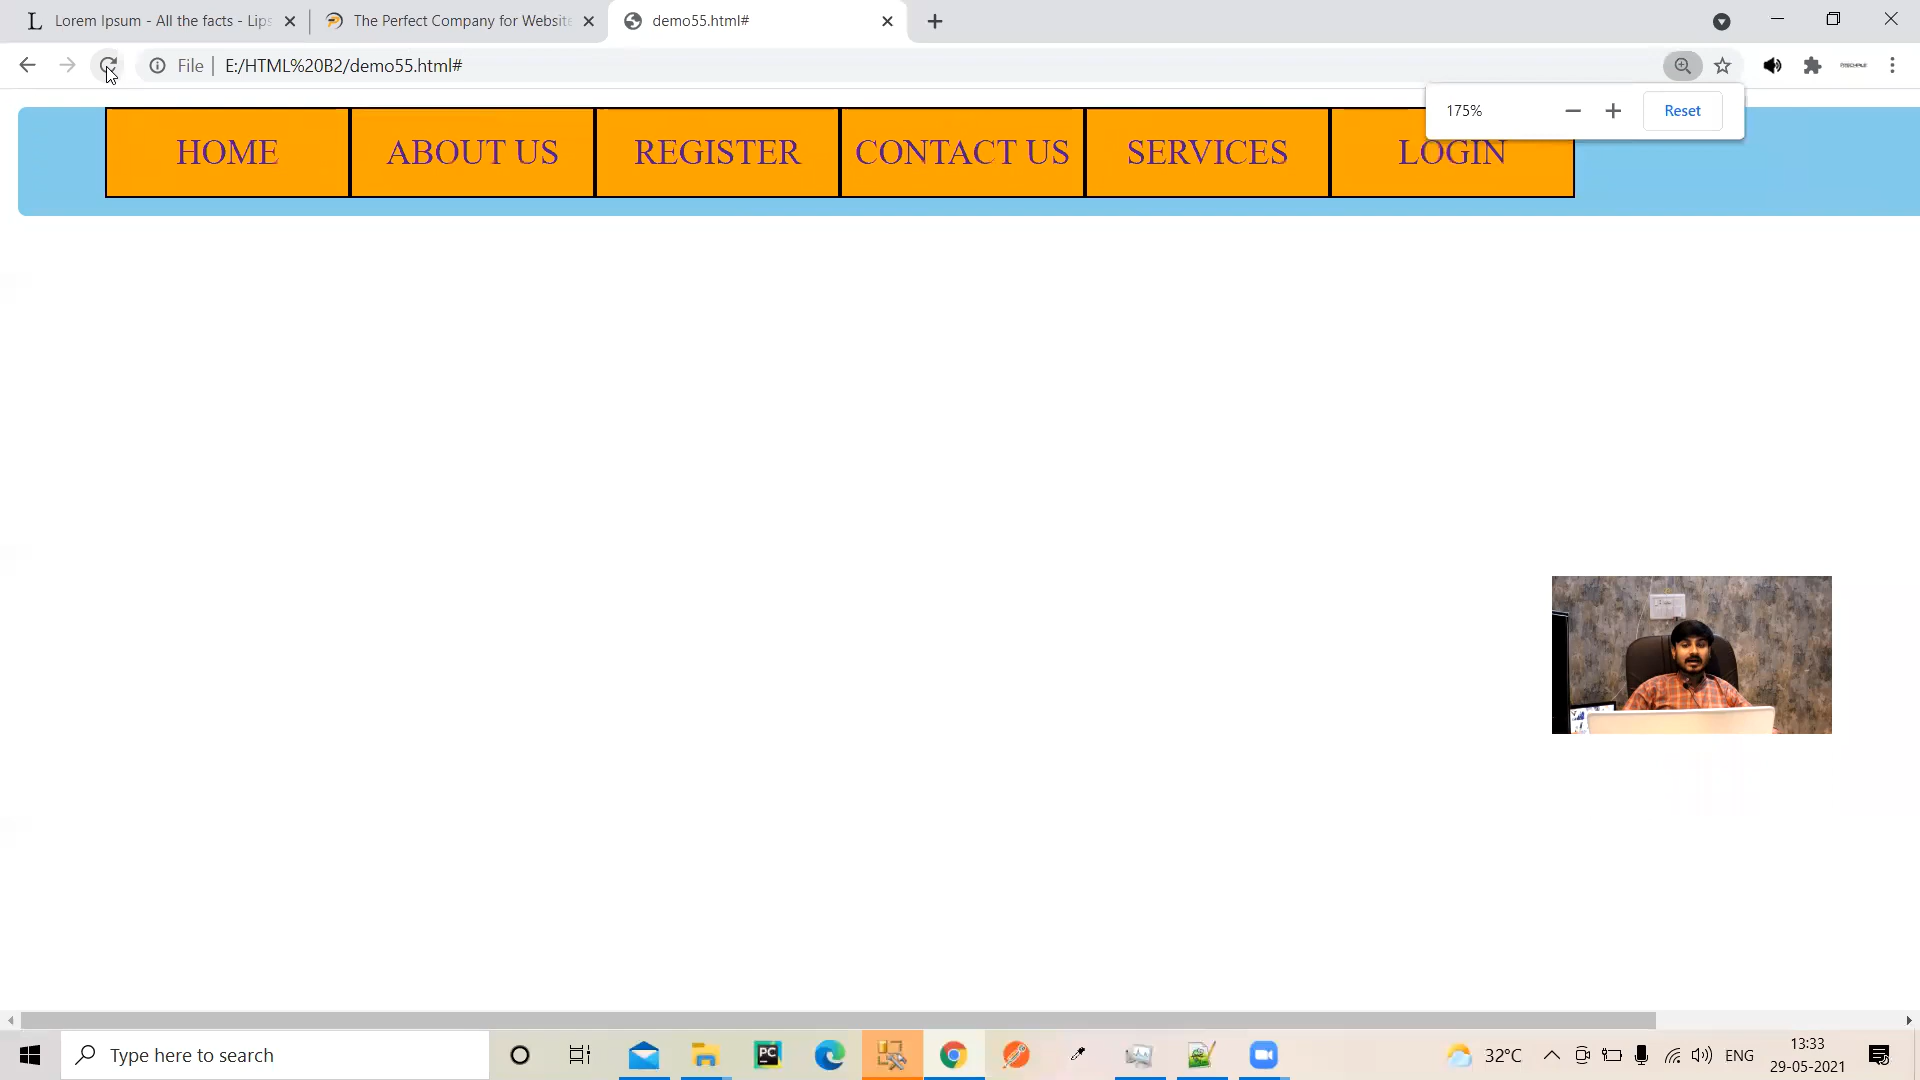 Lorem Ipsum - All the facts - Lips
The Perfect Company for Website
demo55.html#
File
E:/HTML%20B2/demo55.html#
175%
Reset
HOME
ABOUT US
REGISTER
CONTACT US
SERVICES
LOGIN
Type here to search
PC
32°C
ENG
13:33
29-05-2021